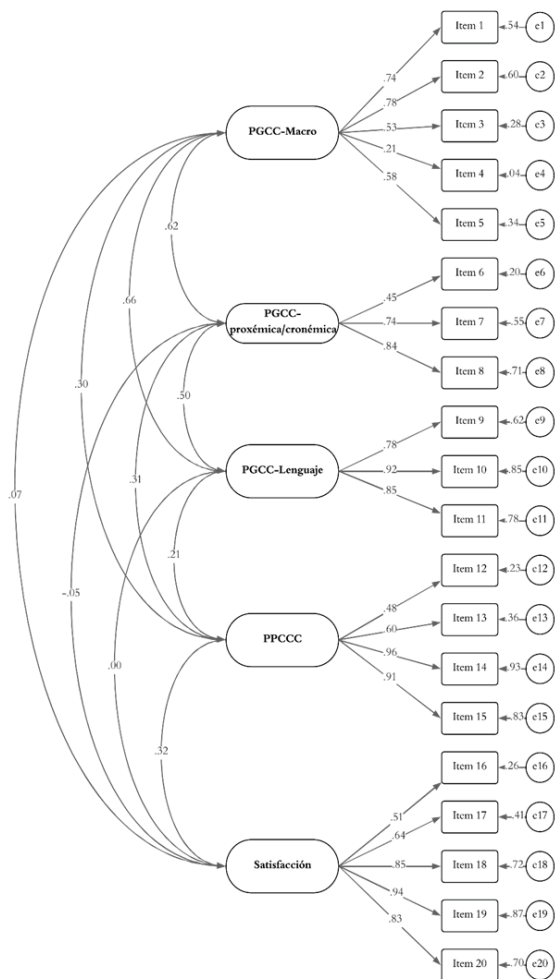 Item 1
.54
e1
Item 2
.60
e2
.74
.78
PGCC-Macro
.53
Item 3
.28
e3
.21
Item 4
.04
e4
.58
Item 5
.34
e5
.62
Item 6
.20
e6
.45
PGCC-
proxémica/cronémica
.74
Item 7
.55
e7
.84
Item 8
.71
e8
.66
.30
.50
Item 9
.62
e9
.78
PGCC-Lenguaje
.92
Item 10
.85
e10
.85
Item 11
.78
e11
.31
.07
.21
Item 12
.23
e12
-.05
.48
Item 13
.36
e13
.60
PPCCC
.96
Item 14
.93
e14
.00
.91
Item 15
.83
e15
.32
Item 16
.26
e16
.51
Item 17
.41
e17
.64
Satisfacción
.85
Item 18
.72
e18
.94
Item 19
.87
e19
.83
Item 20
.70
e20